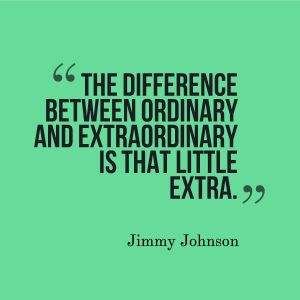 “ THE DIFFERENCE
BETWEEN ORDINARY
AND EXTRAORDINARY
IS THAT LITTLE
EXTRA. ”
Jimmy Johnson